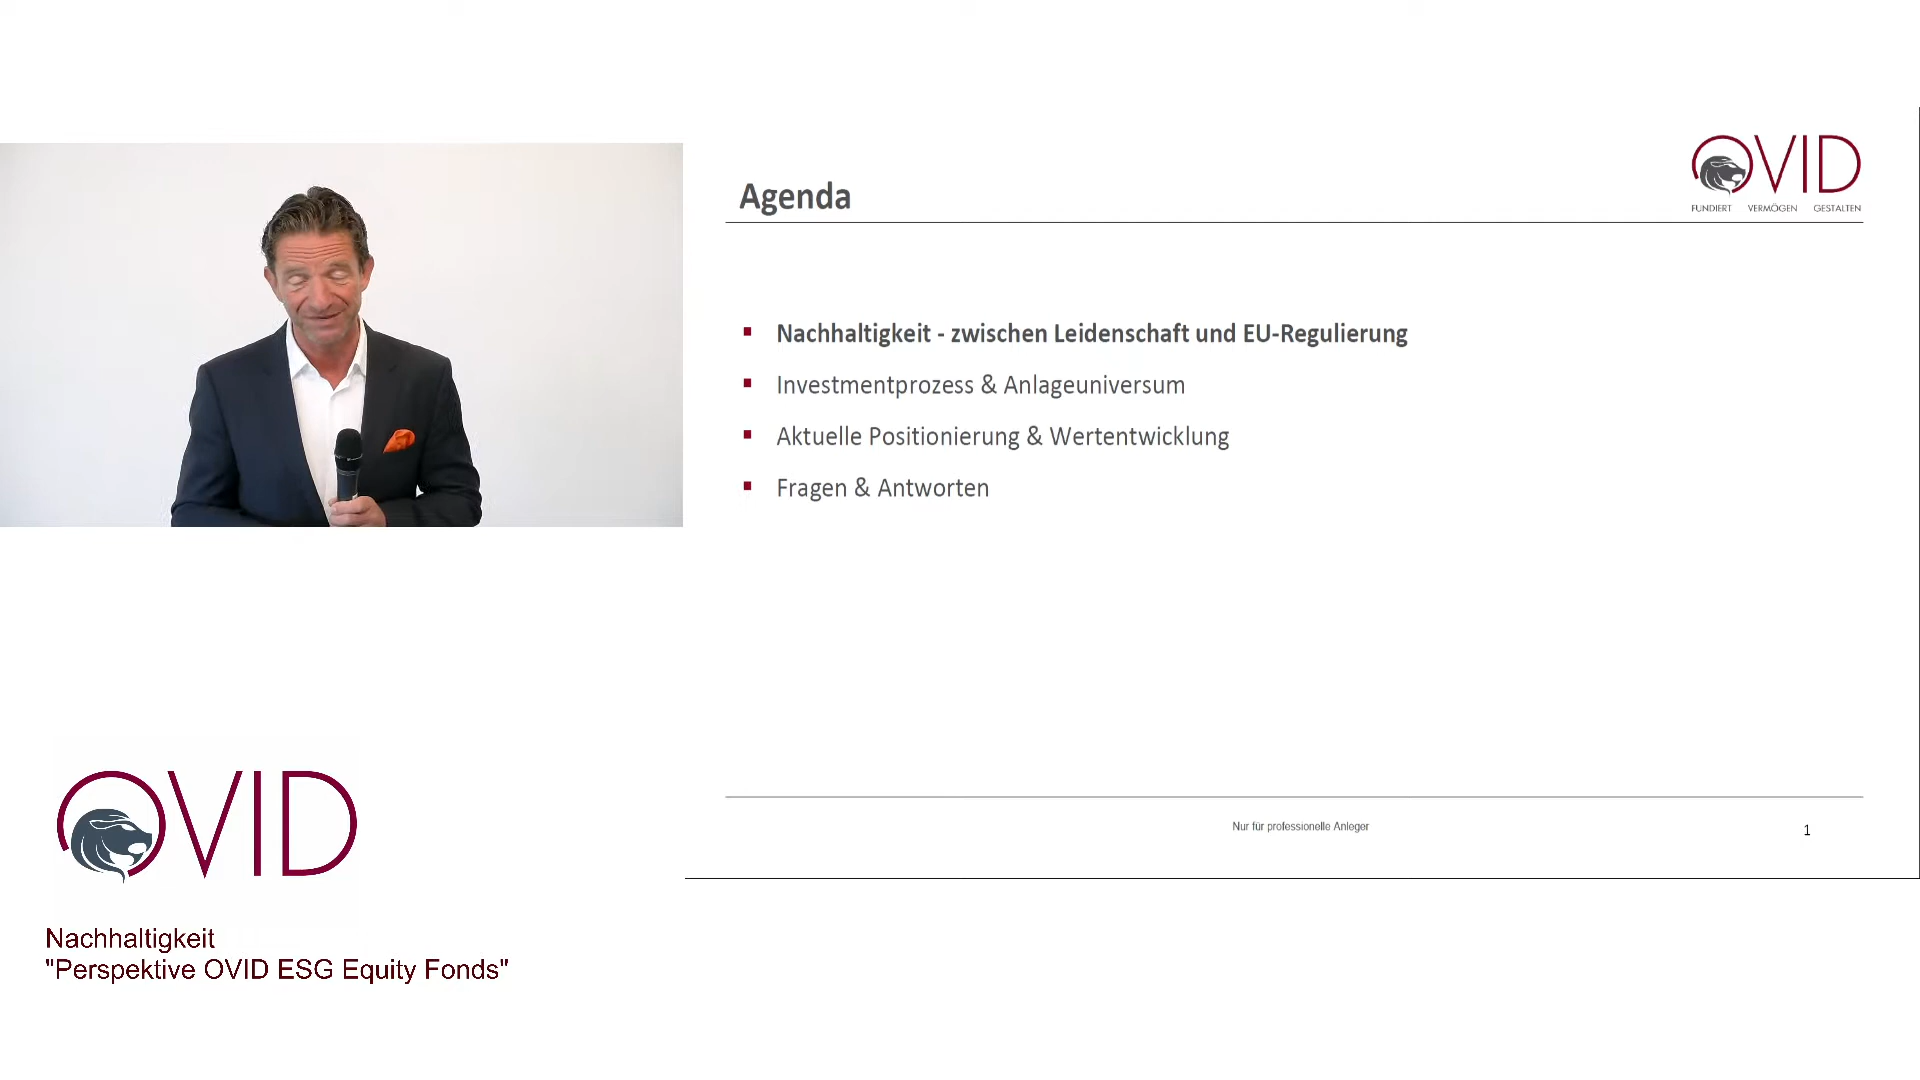 OVID
FUNDIERT VERMÖGEN GESTALTEN
Agenda
Nachhaltigkeit - zwischen Leidenschaft und EU-Regulierung
Investmentprozess & Anlageuniversum
Aktuelle Positionierung & Wertentwicklung
Fragen & Antworten
Nur für professionelle Anleger
1
OVID
Nachhaltigkeit
"Perspektive OVID ESG Equity Fonds"